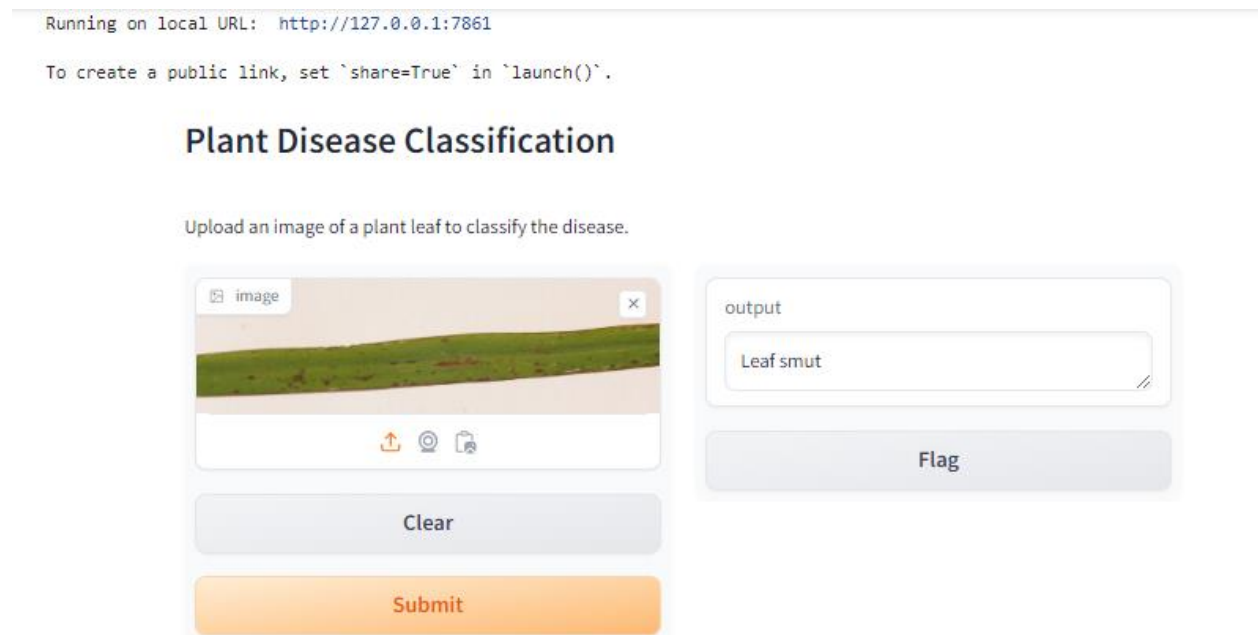 Running on local URL:  http://127.0.0.1:7861
To create a public link, set `share=True` in `launch()`.
Plant Disease Classification
Upload an image of a plant leaf to classify the disease.
image
output
Leaf smut
Flag
Clear
Submit